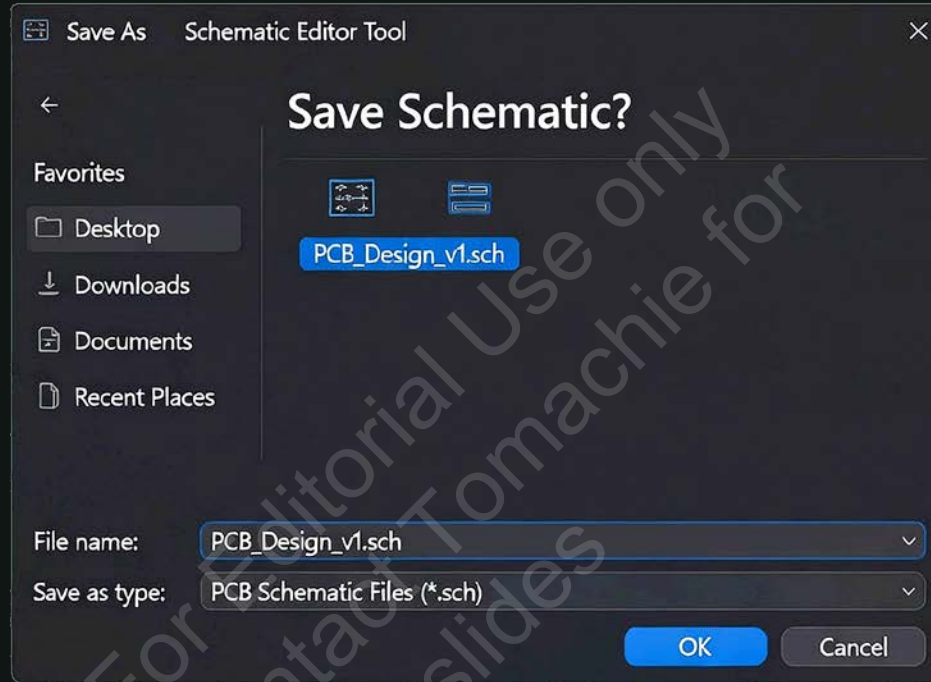 Save As Schematic Editor Tool
Save Schematic?
Favorites
Desktop
Downloads
Documents
Recent Places
PCB_Design_v1.sch
File name: PCB_Design_v1.sch
Save as type: PCB Schematic Files (*.sch)
OK Cancel
For Editorial Use only
ntact Tomachie for
slides